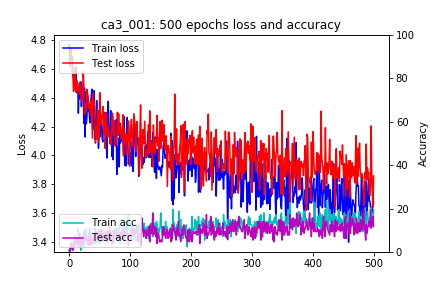 ca3_001: 500 epochs loss and accuracy
4.8
4.6
4.4
4.2
4.0
3.8
3.6
3.4
Loss
Train loss
Test loss
Train acc
Test acc
100
80
60
40
20
0
Accuracy
0 100 200 300 400 500